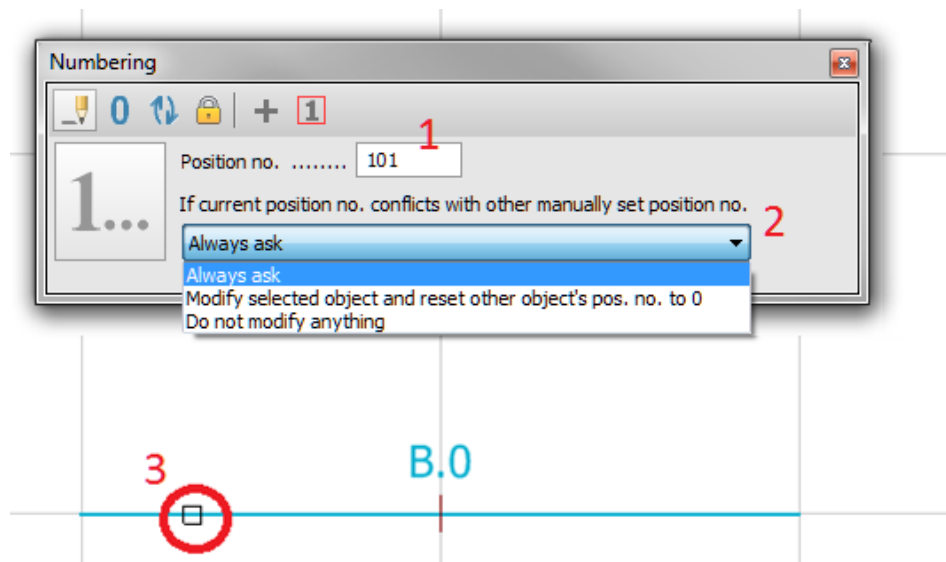 Numbering
0 1
1
Position no. ........ 101
1...
If current position no. conflicts with other manually set position no.
2
Always ask
Always ask
Modify selected object and reset other object's pos. no. to 0
Do not modify anything
3
B.0